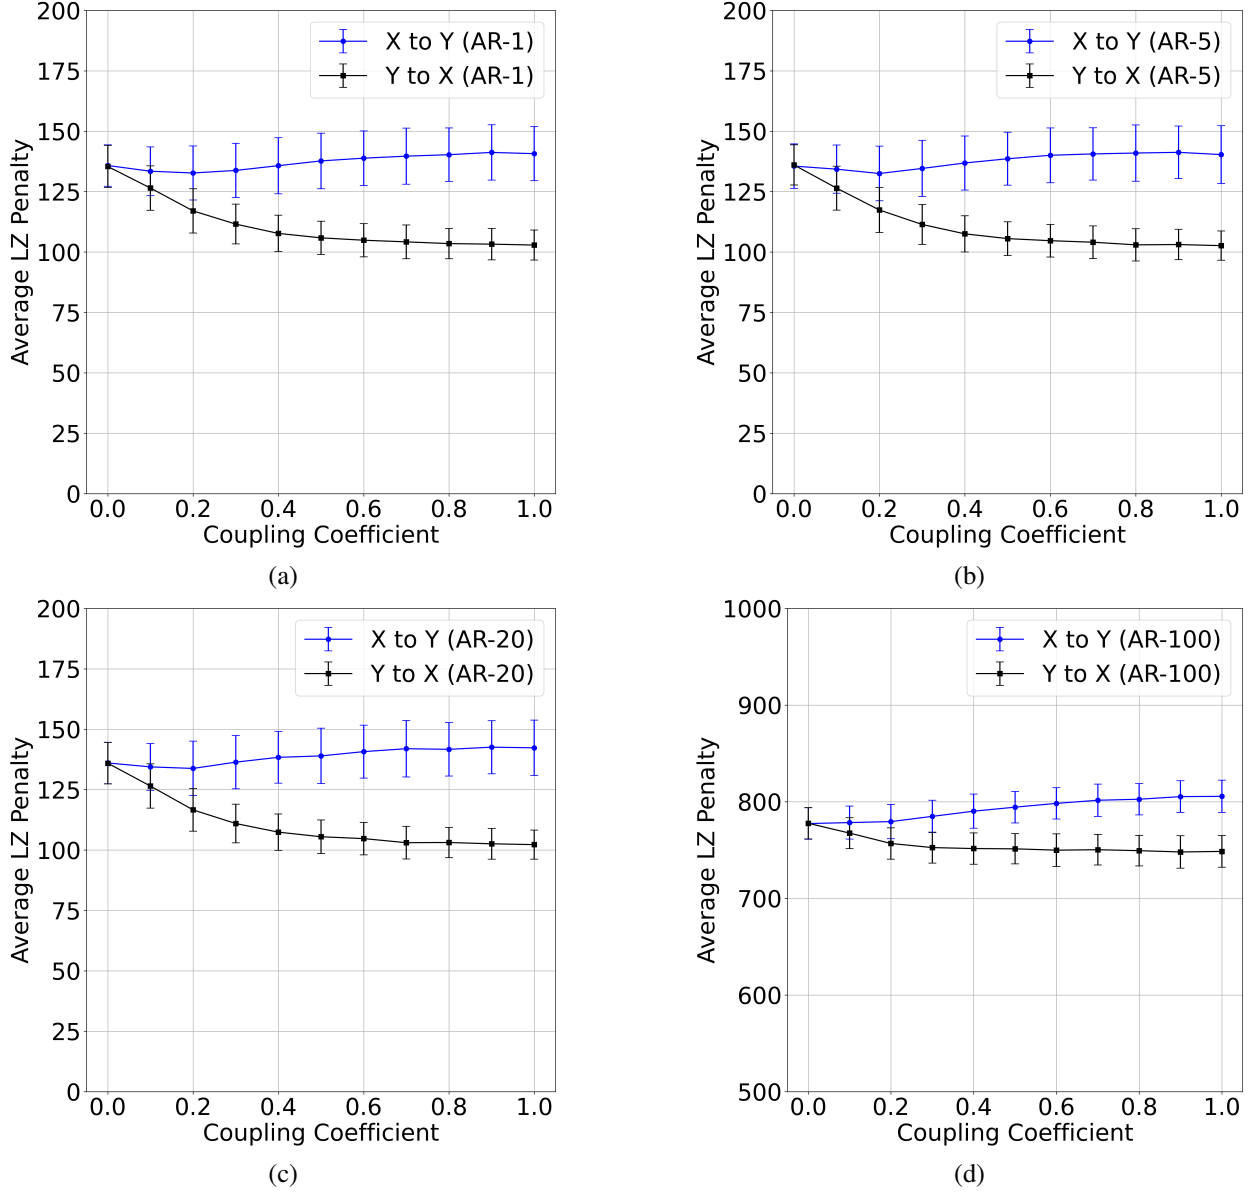 200
175
150
125
100
75
50
25
0
Average LZ Penalty
X to Y (AR-1)
Y to X (AR-1)
0.0 0.2 0.4 0.6 0.8 1.0
Coupling Coefficient
(a)
200
175
150
125
100
75
50
25
0
Average LZ Penalty
X to Y (AR-5)
Y to X (AR-5)
0.0 0.2 0.4 0.6 0.8 1.0
Coupling Coefficient
(b)
200
175
150
125
100
75
50
25
0
Average LZ Penalty
X to Y (AR-20)
Y to X (AR-20)
0.0 0.2 0.4 0.6 0.8 1.0
Coupling Coefficient
(c)
1000
900
800
700
600
500
Average LZ Penalty
X to Y (AR-100)
Y to X (AR-100)
0.0 0.2 0.4 0.6 0.8 1.0
Coupling Coefficient
(d)